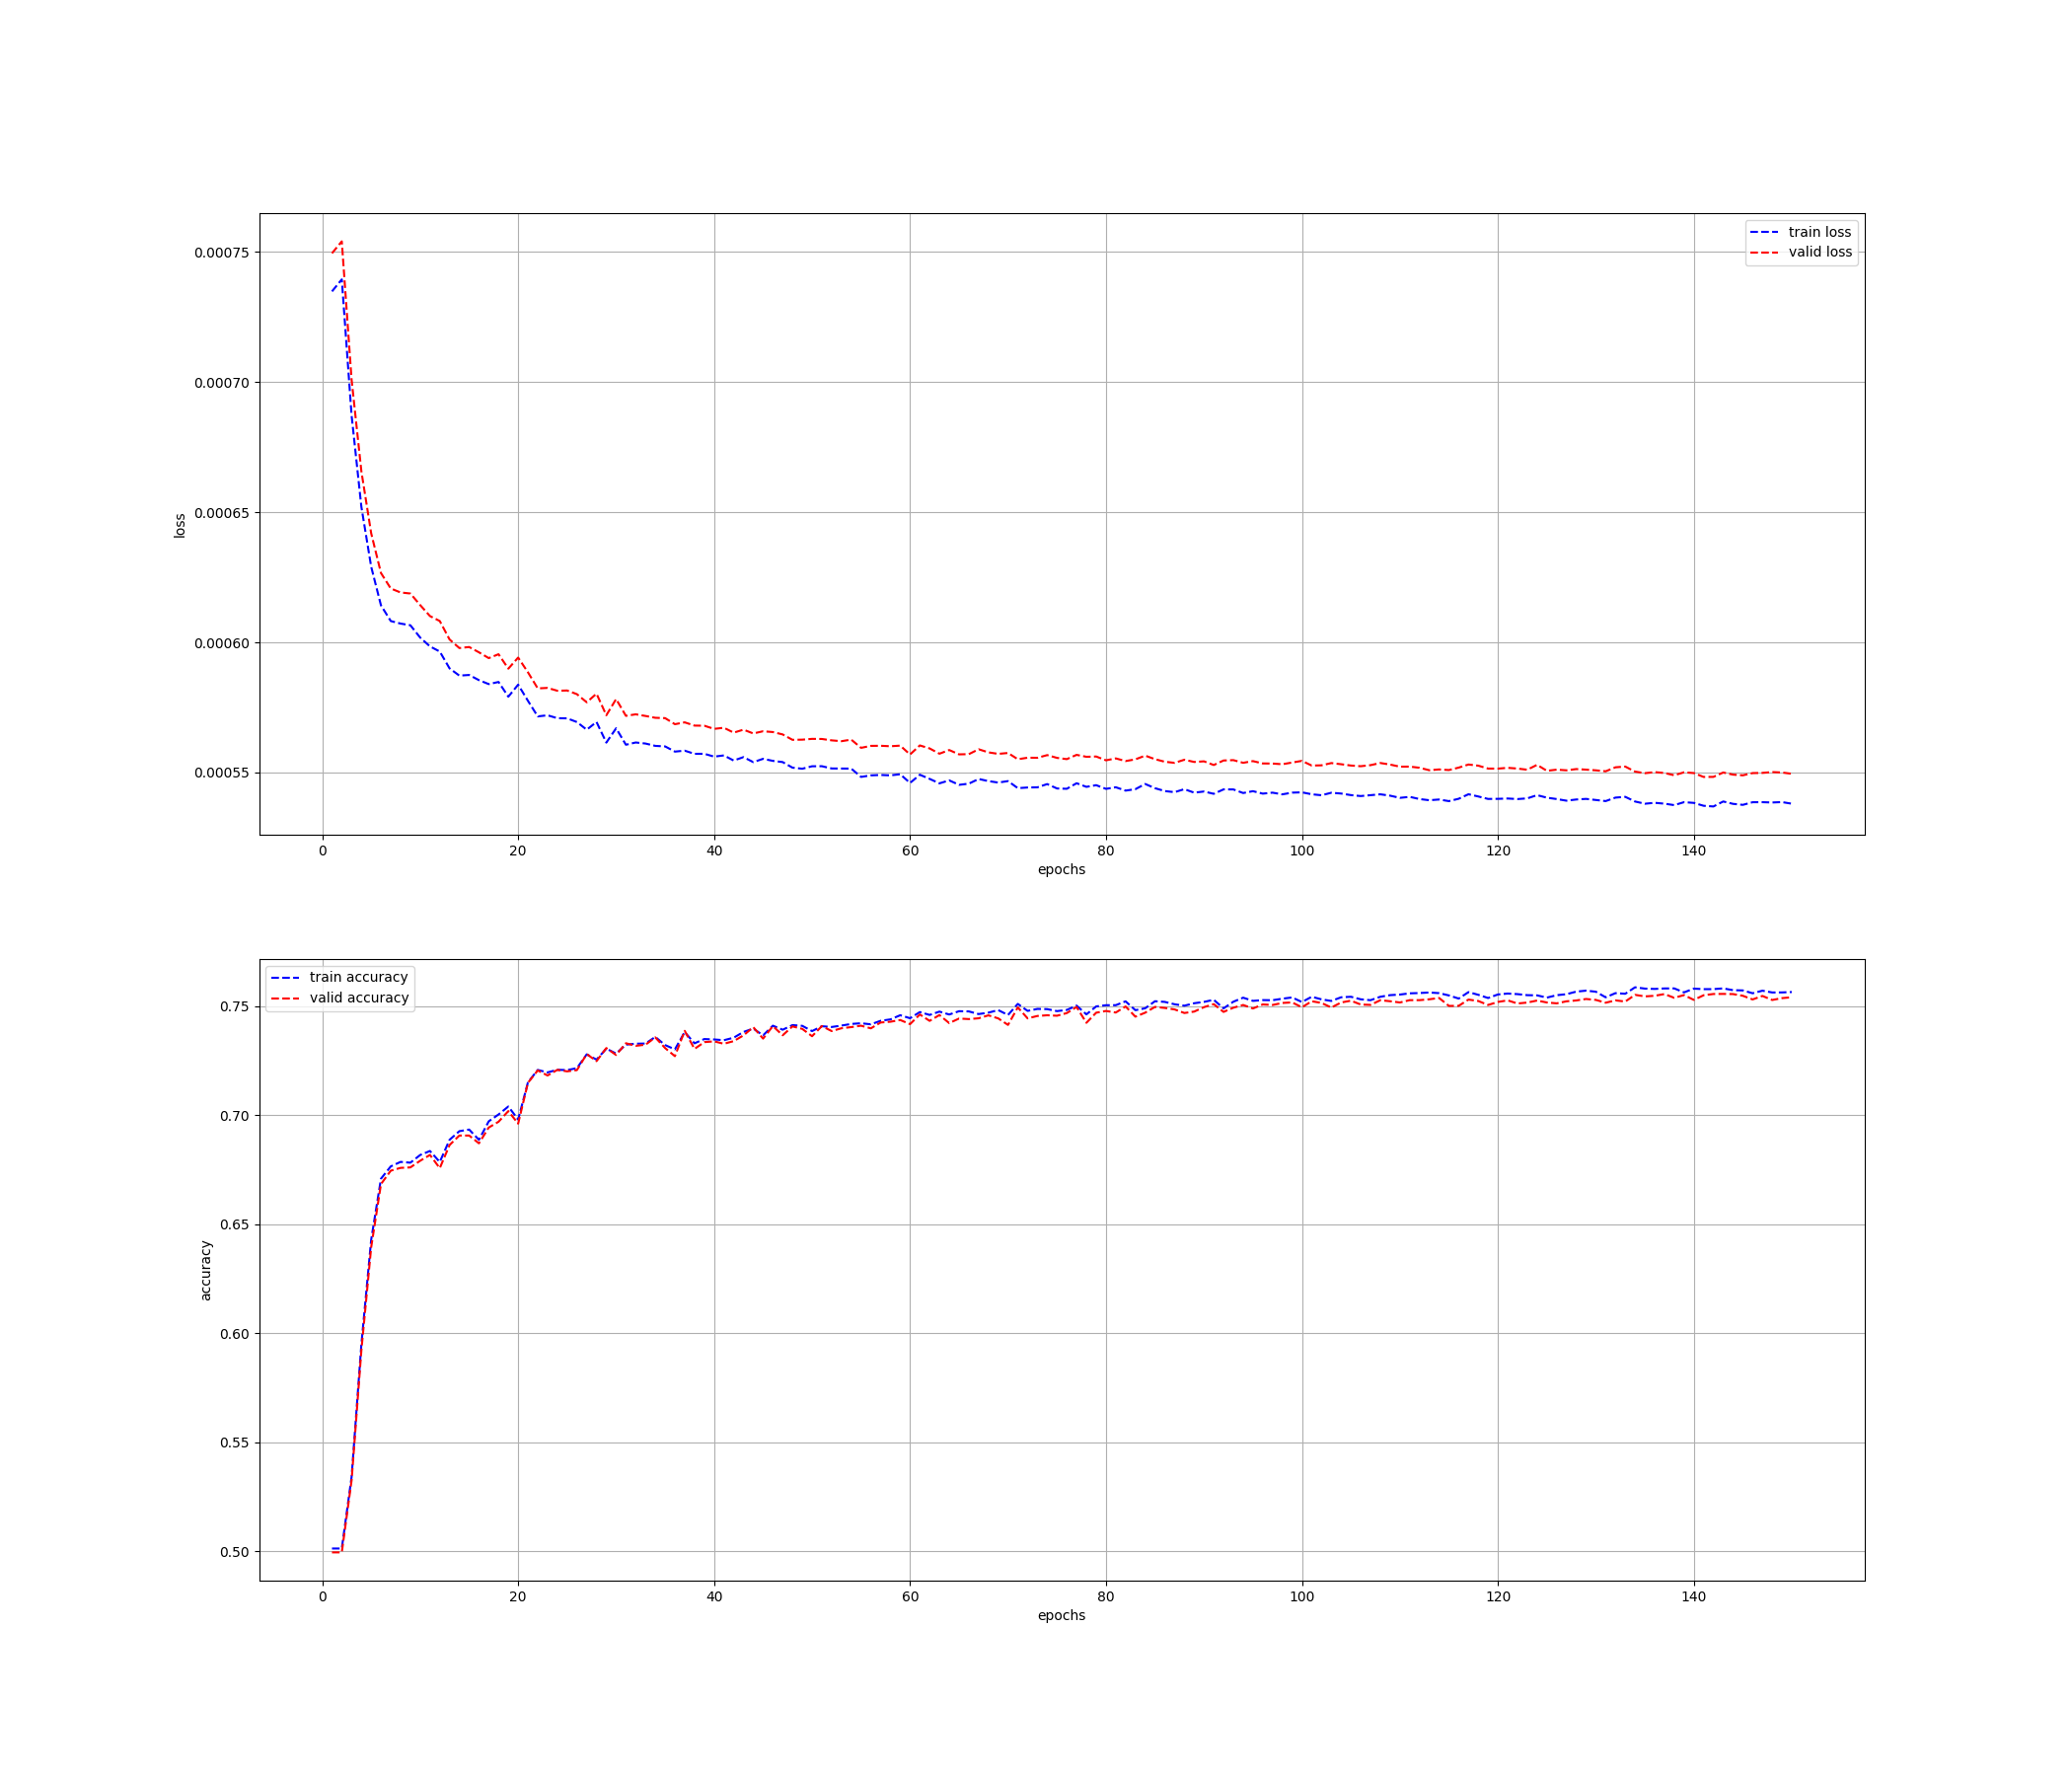 train loss
valid loss
0.00075
0.00070
0.00065
0.00060
0.00055
loss
0 20 40 60 80 100 120 140
epochs
train accuracy
valid accuracy
0.75
0.70
0.65
0.60
0.55
0.50
accuracy
0 20 40 60 80 100 120 140
epochs